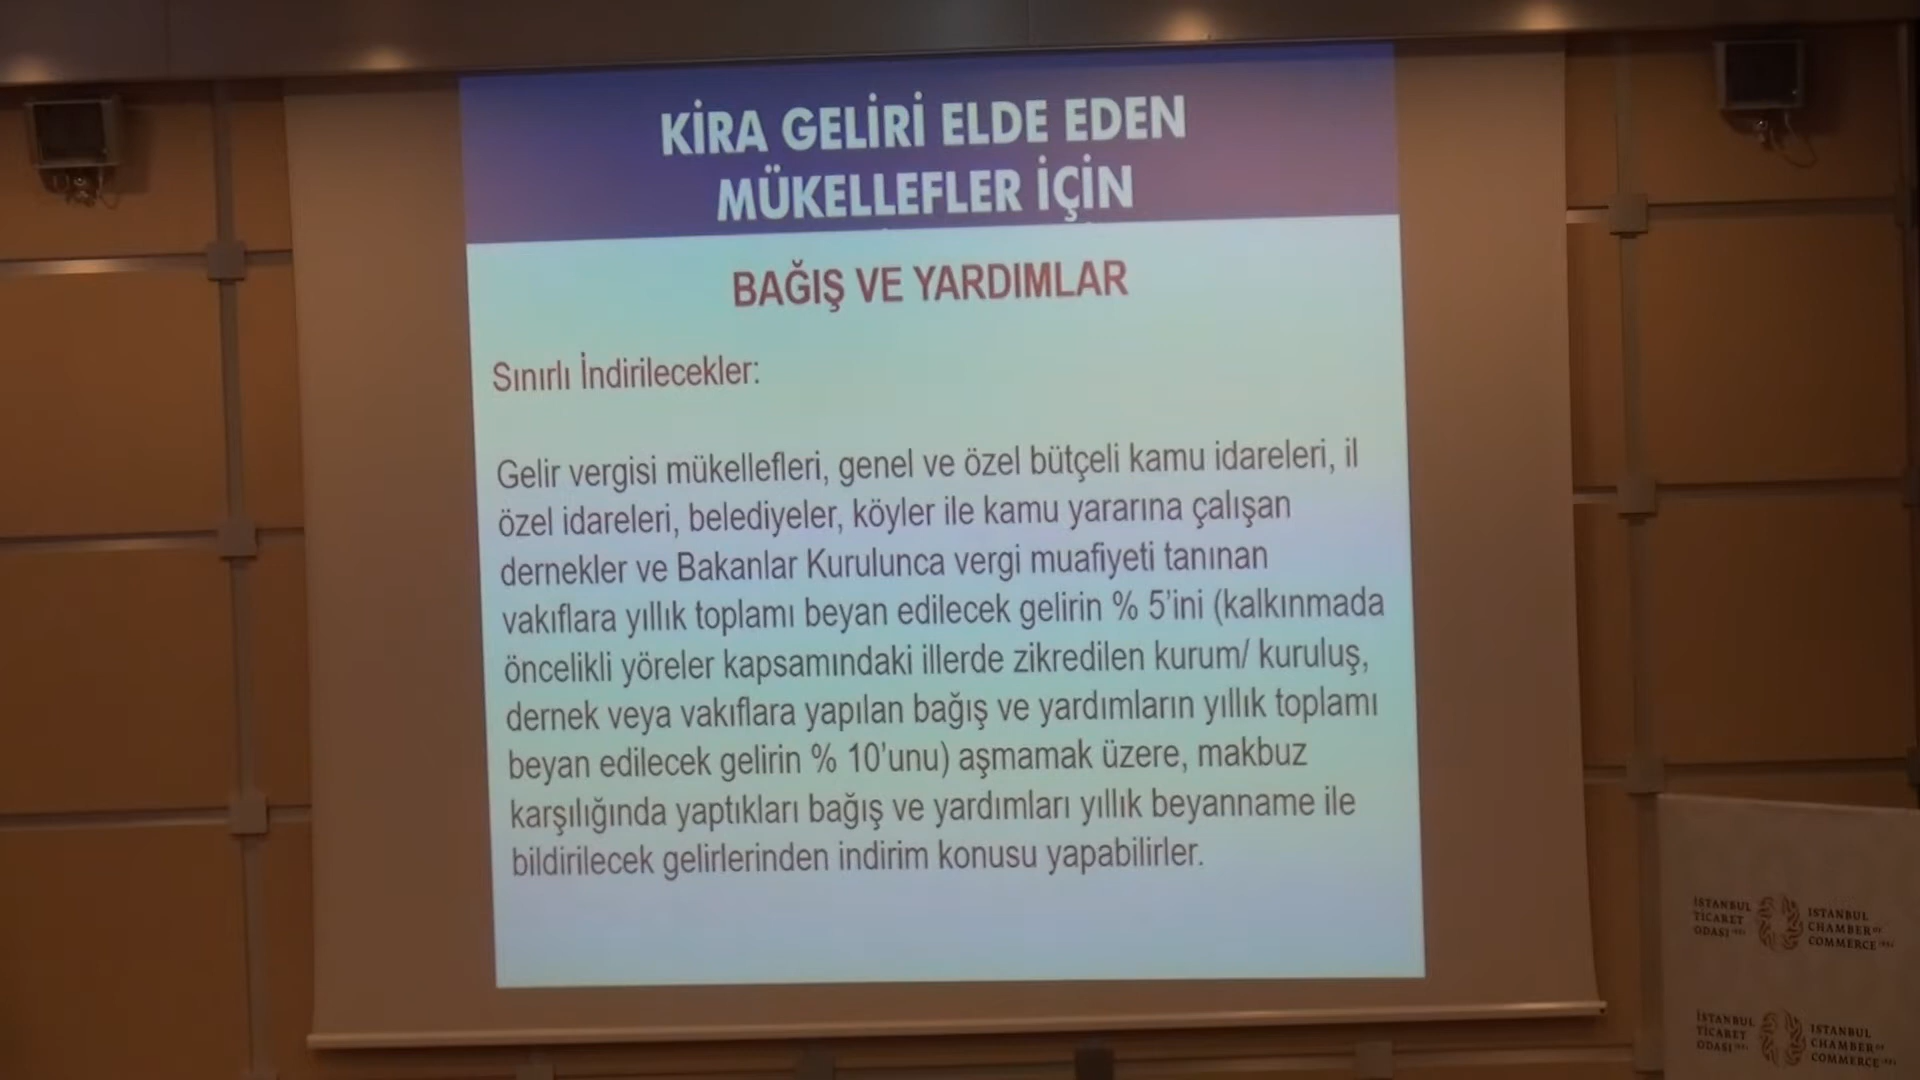 KİRA GELİRİ ELDE EDEN
MÜKELLEFLER İÇİN
BAĞIŞ VE YARDIMLAR
Sınırlı İndirilecekler:
Gelir vergisi mükellefleri, genel ve özel bütçeli kamu idareleri, il
özel idareleri, belediyeler, köyler ile kamu yararına çalışan
dernekler ve Bakanlar Kurulunca vergi muafiyeti tanınan
vakıflara yıllık toplamı beyan edilecek gelirin % 5'ini (kalkınmada
öncelikli yöreler kapsamındaki illerde zikredilen kurum/ kuruluş,
dernek veya vakıflara yapılan bağış ve yardımların yıllık toplamı
beyan edilecek gelirin % 10'unu) aşmamak üzere, makbuz
karşılığında yaptıkları bağış ve yardımları yıllık beyanname ile
bildirilecek gelirlerinden indirim konusu yapabilirler.
İSTANBUL
TİCARET
ODASI
ISTANBUL
CHAMBER OF
COMMERCE
İSTANBUL
TİCARET
ODASI
ISTANBUL
CHAMBER OF
COMMERCE